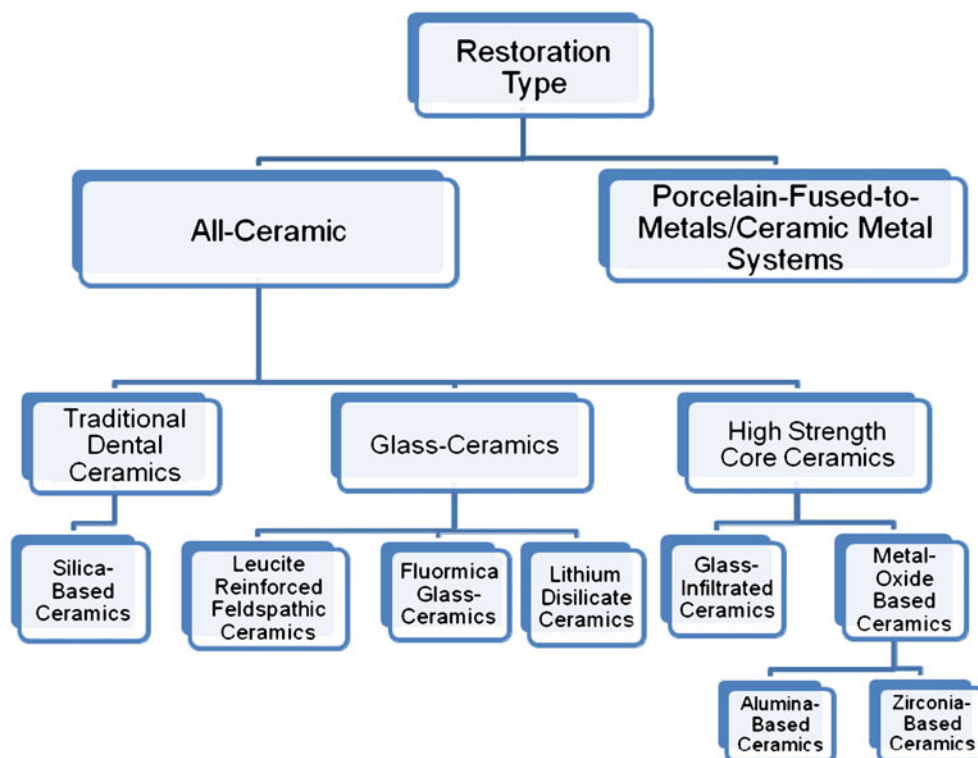 Restoration
Type
All-Ceramic
Porcelain-Fused-to-
Metals/Ceramic Metal
Systems
Traditional
Dental
Ceramics
Glass-Ceramics
High Strength
Core Ceramics
Silica-
Based
Ceramics
Leucite
Reinforced
Feldspathic
Ceramics
Fluormica
Glass-
Ceramics
Lithium
Disilicate
Ceramics
Glass-
Infiltrated
Ceramics
Metal-
Oxide
Based
Ceramics
Alumina-
Based
Ceramics
Zirconia-
Based
Ceramics